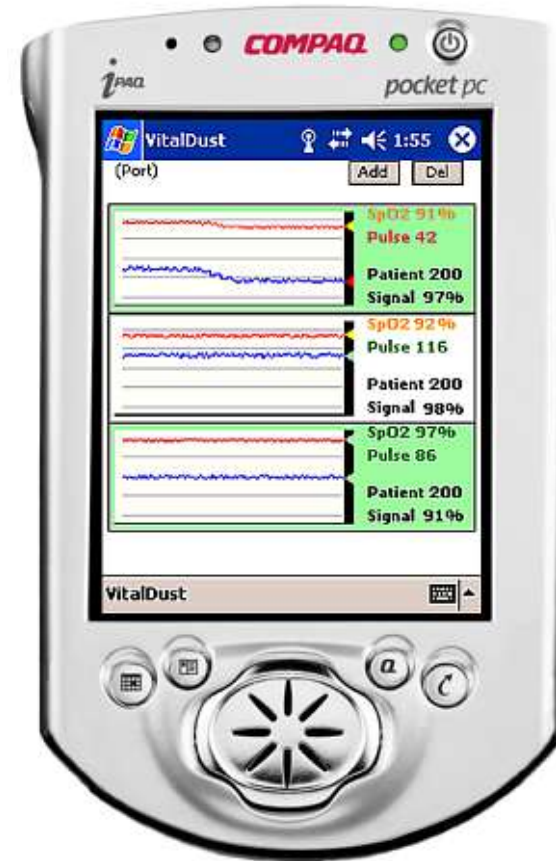 COMPAQ
iPAQ
pocket pc
VitalDust 1:55
(Port) Add Del
SpO2 91%
Pulse 42
Patient 200
Signal 97%
SpO2 92%
Pulse 116
Patient 200
Signal 98%
SpO2 97%
Pulse 86
Patient 200
Signal 91%
VitalDust
a